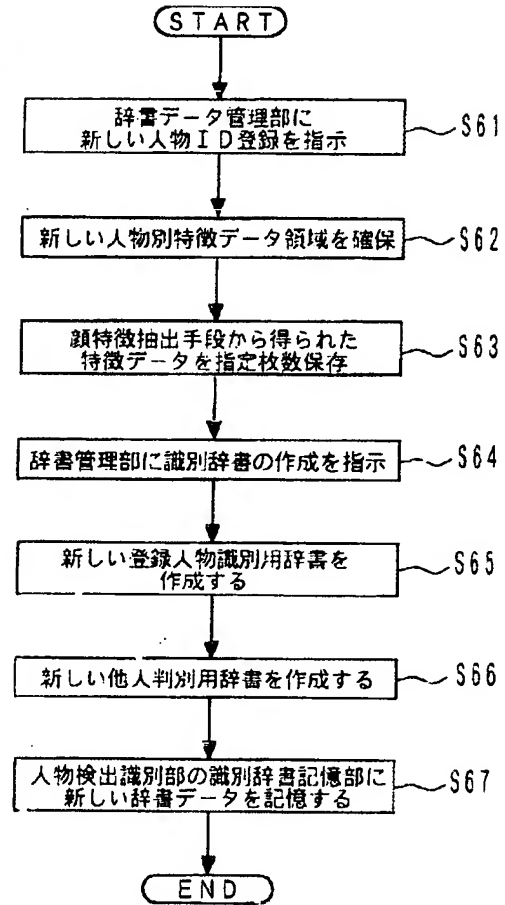 START
辞書データ管理部に
新しい人物ID登録を指示
S61
新しい人物別特徴データ領域を確保
S62
顔特徴抽出手段から得られた
特徴データを指定枚数保存
S63
辞書管理部に識別辞書の作成を指示
S64
新しい登録人物識別用辞書を
作成する
S65
新しい他人判別用辞書を作成する
S66
人物検出識別部の識別辞書記憶部に
新しい辞書データを記憶する
S67
END